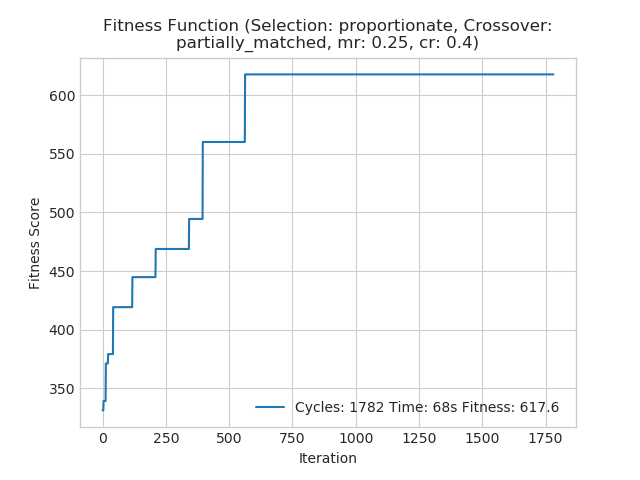 Fitness Function (Selection: proportionate, Crossover:
partially_matched, mr: 0.25, cr: 0.4)
Fitness Score
600
550
500
450
400
350
Cycles: 1782 Time: 68s Fitness: 617.6
0 250 500 750 1000 1250 1500 1750
Iteration